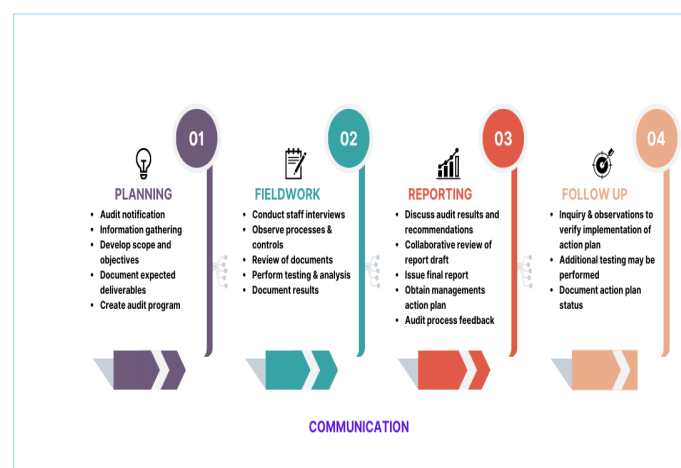 01
PLANNING
• Audit notification
• Information gathering
• Develop scope and
objectives
• Document expected
deliverables
• Create audit program
02
FIELDWORK
• Conduct staff interviews
• Observe processes &
controls
• Review of documents
• Perform testing & analysis
• Document results
03
REPORTING
• Discuss audit results and
recommendations
• Collaborative review of
report draft
• Issue final report
• Obtain managements
action plan
• Audit process feedback
04
FOLLOW UP
• Inquiry & observations to
verify implementation of
action plan
• Additional testing may be
performed
• Document action plan
status
COMMUNICATION